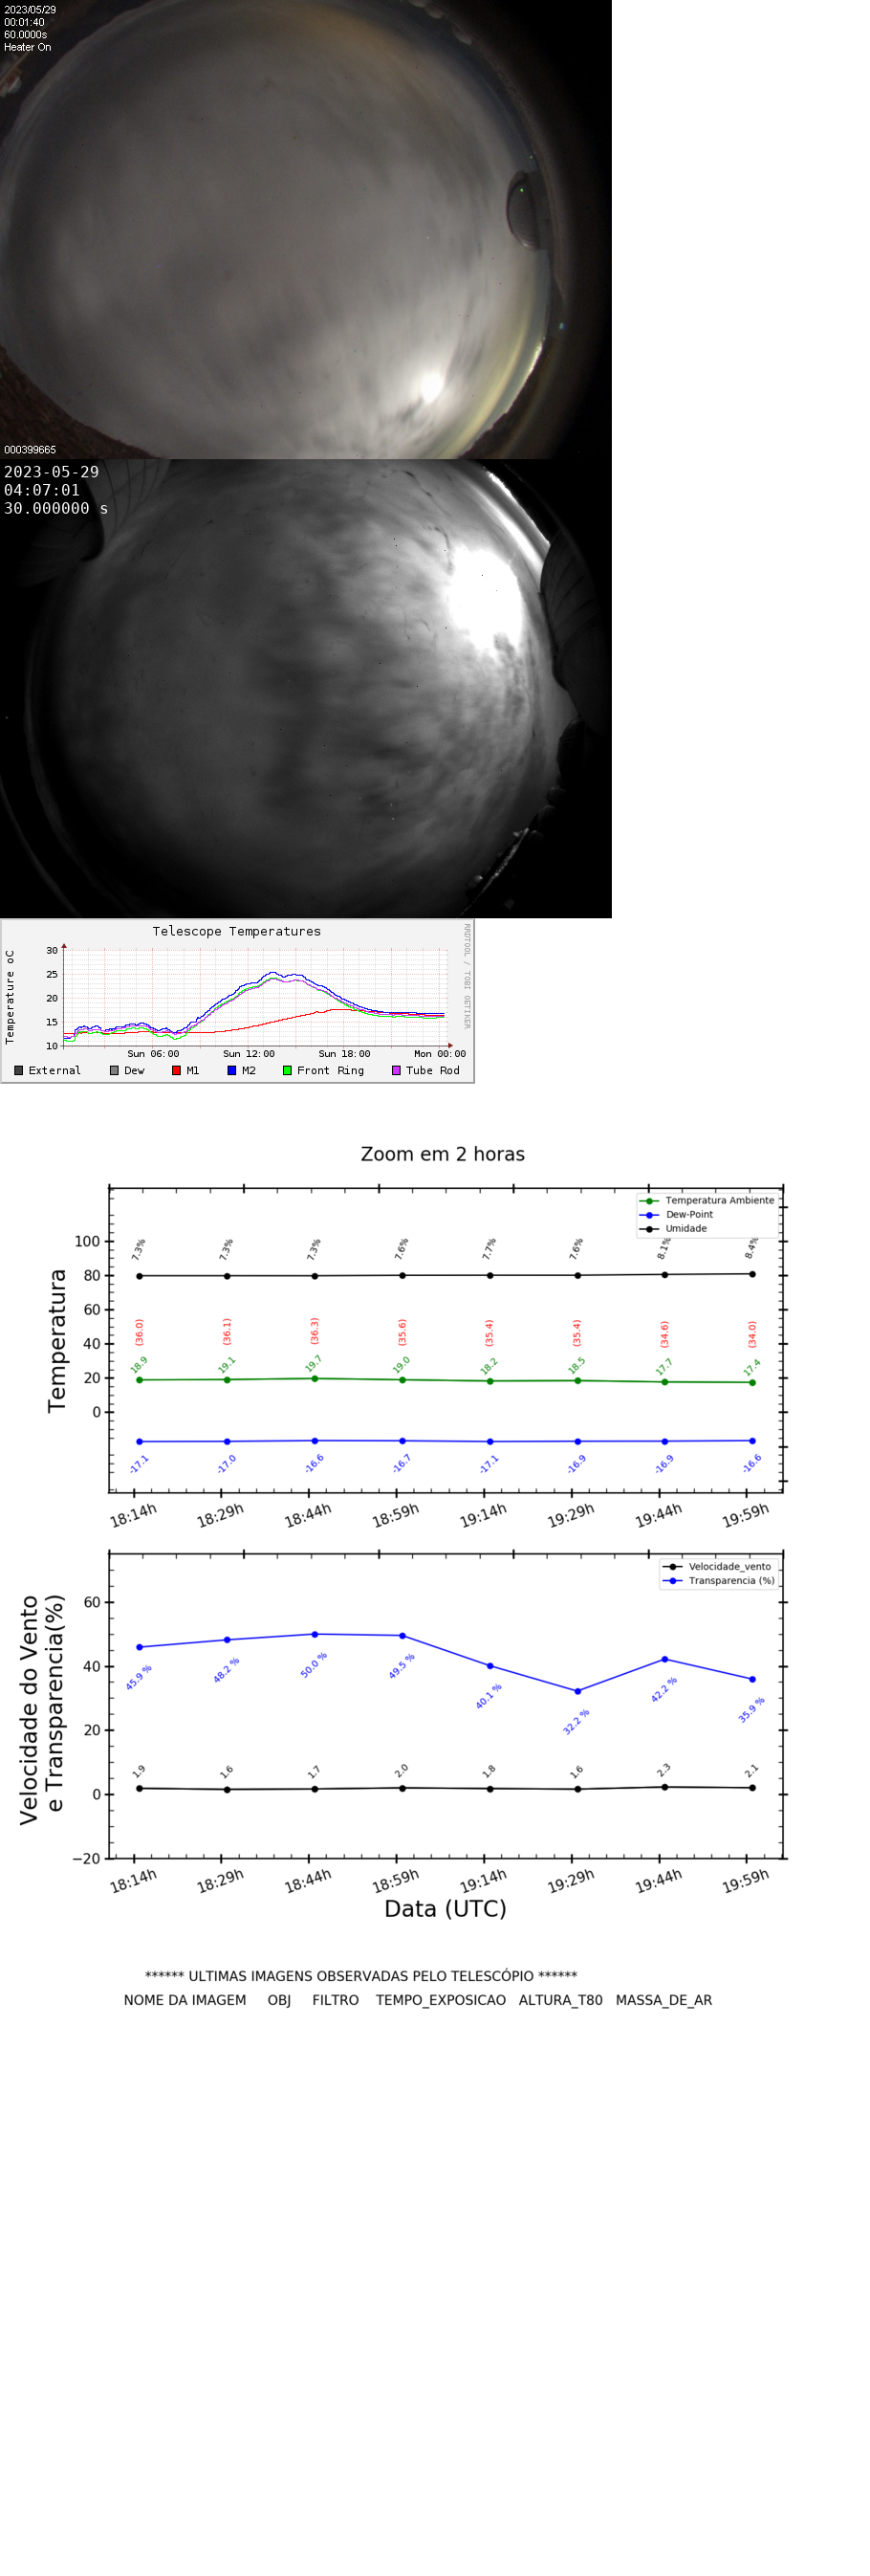 2023/05/29
00:01:40
60.0000s
Heater On
000399665
2023-05-29
04:07:01
30.000000 s
Telescope Temperatures
RRDTOOL / TOBI OETIKER
Temperature oC
30
25
20
15
10
Sun 06:00 Sun 12:00 Sun 18:00 Mon 00:00
External Dew M1 M2 Front Ring Tube Rod
Zoom em 2 horas
Temperatura Ambiente
Dew-Point
Umidade
Temperatura
100
80
60
40
20
0
7.3% 7.3% 7.3% 7.6% 7.7% 7.6% 8.1% 8.4%
(36.0) (36.1) (36.3) (35.6) (35.4) (35.4) (34.6) (34.0)
18.9 19.1 19.7 19.0 18.2 18.5 17.7 17.4
-17.1 -17.0 -16.6 -16.7 -17.1 -16.9 -16.9 -16.6
18:14h 18:29h 18:44h 18:59h 19:14h 19:29h 19:44h 19:59h
Velocidade_vento
Transparencia (%)
Velocidade do Vento
e Transparencia(%)
60
40
20
0
−20
45.9 % 48.2 % 50.0 % 49.5 % 40.1 % 32.2 % 42.2 % 35.9 %
1.9 1.6 1.7 2.0 1.8 1.6 2.3 2.1
18:14h 18:29h 18:44h 18:59h 19:14h 19:29h 19:44h 19:59h
Data (UTC)
****** ULTIMAS IMAGENS OBSERVADAS PELO TELESCÓPIO ******
NOME DA IMAGEM OBJ FILTRO TEMPO_EXPOSICAO ALTURA_T80 MASSA_DE_AR